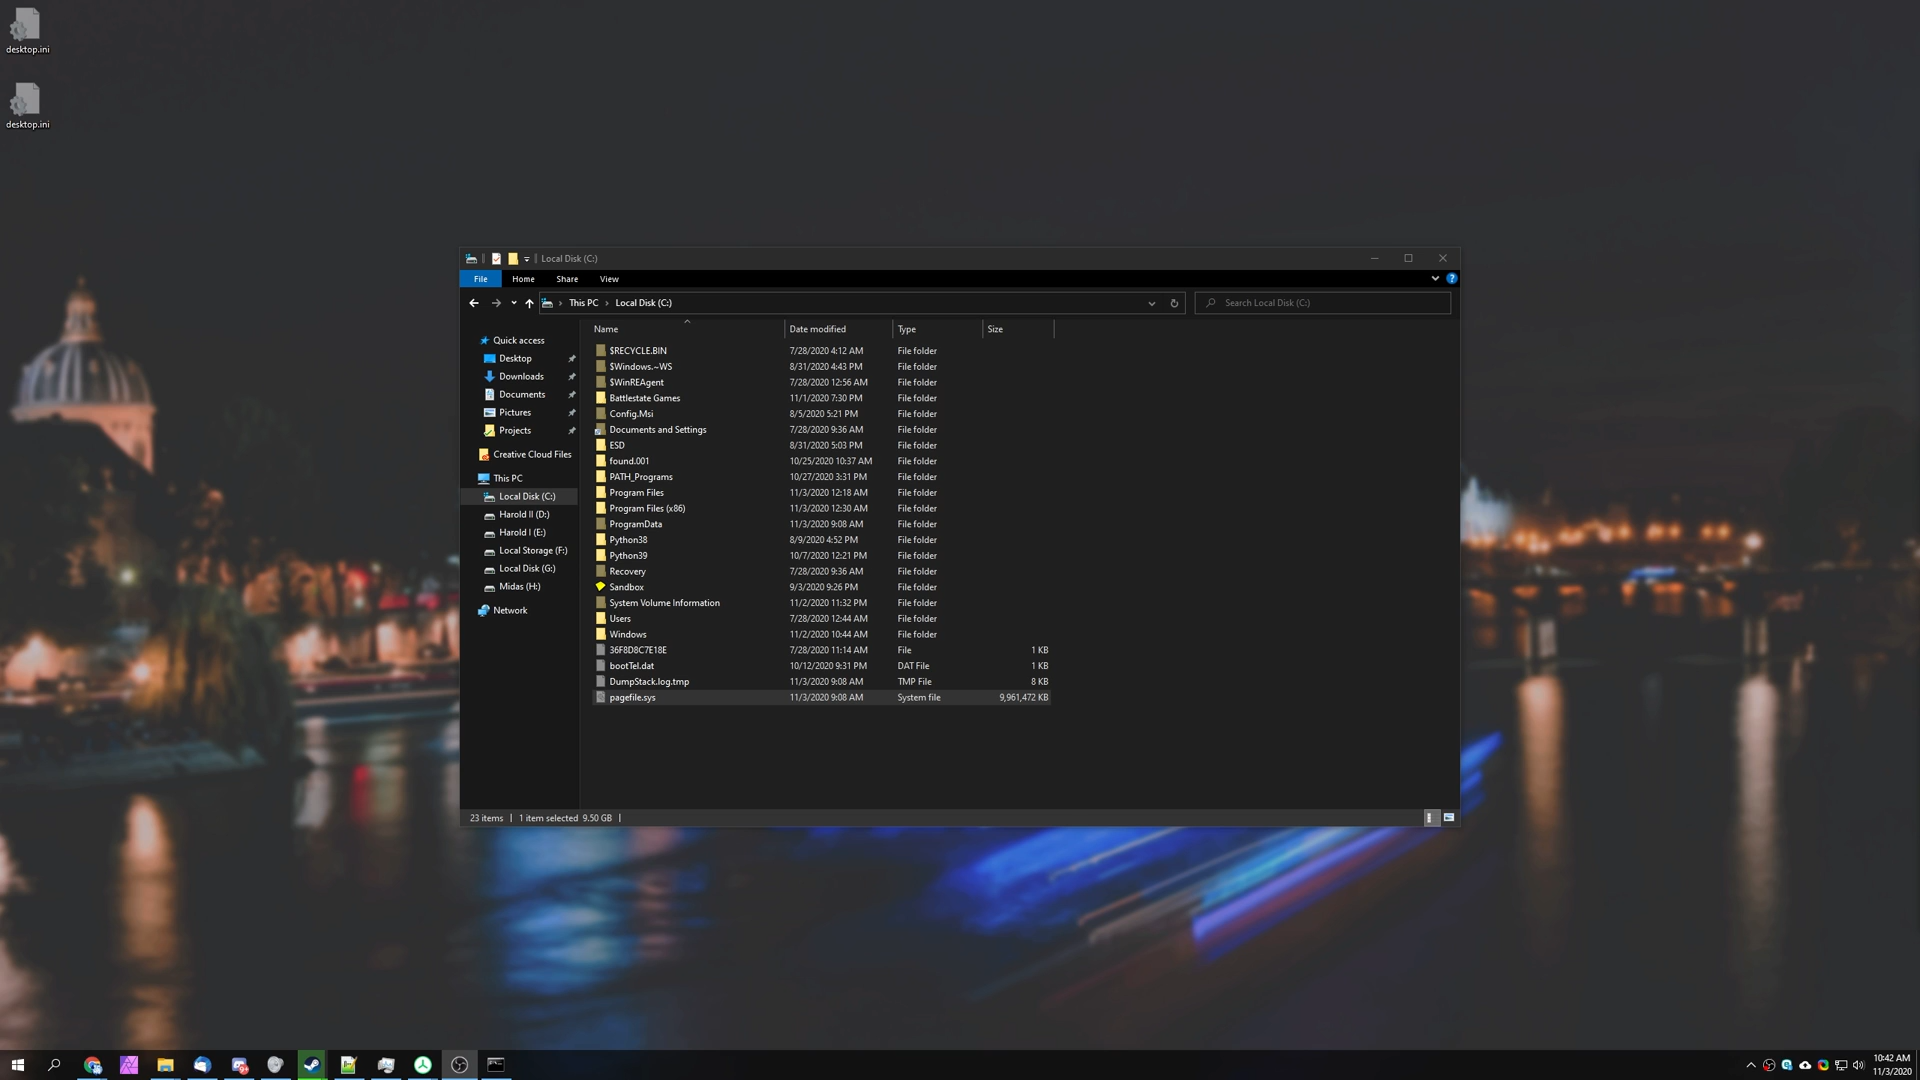 desktop.ini
desktop.ini
Local Disk (C:)
File Home Share View
This PC Local Disk (C:)
Search Local Disk (C:)
Quick access
Desktop
Downloads
Documents
Pictures
Projects
Creative Cloud Files
This PC
Local Disk (C:)
Harold II (D:)
Harold I (E:)
Local Storage (F:)
Local Disk (G:)
Midas (H:)
Network
Name Date modified Type Size
$RECYCLE.BIN 7/28/2020 4:12 AM File folder
$Windows.~WS 8/31/2020 4:43 PM File folder
$WinREAgent 7/28/2020 12:56 AM File folder
Battlestate Games 11/1/2020 7:30 PM File folder
Config.Msi 8/5/2020 5:21 PM File folder
Documents and Settings 7/28/2020 9:36 AM File folder
ESD 8/31/2020 5:03 PM File folder
found.001 10/25/2020 10:37 AM File folder
PATH_Programs 10/27/2020 3:31 PM File folder
Program Files 11/3/2020 12:18 AM File folder
Program Files (x86) 11/3/2020 12:30 AM File folder
ProgramData 11/3/2020 9:08 AM File folder
Python38 8/9/2020 4:52 PM File folder
Python39 10/7/2020 12:21 PM File folder
Recovery 7/28/2020 9:36 AM File folder
Sandbox 9/3/2020 9:26 PM File folder
System Volume Information 11/2/2020 11:32 PM File folder
Users 7/28/2020 12:44 AM File folder
Windows 11/2/2020 10:44 AM File folder
36F8D8C7E18E 7/28/2020 11:14 AM File 1 KB
bootTel.dat 10/12/2020 9:31 PM DAT File 1 KB
DumpStack.log.tmp 11/3/2020 9:08 AM TMP File 8 KB
pagefile.sys 11/3/2020 9:08 AM System file 9,961,472 KB
23 items 1 item selected 9.50 GB
10:42 AM
11/3/2020